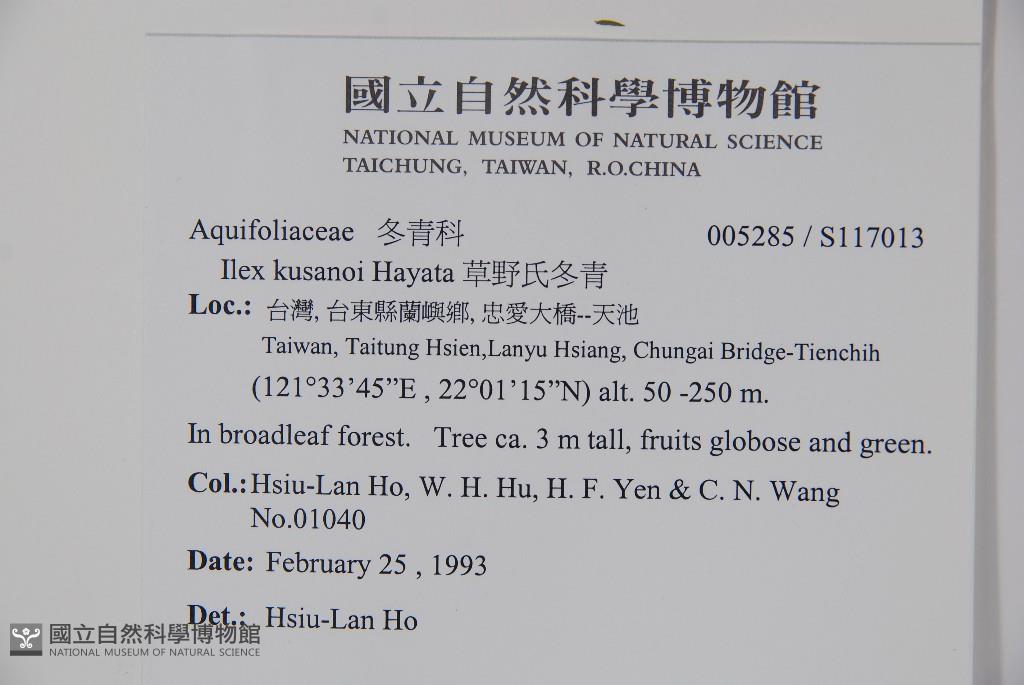 國立自然科學博物館
NATIONAL MUSEUM OF NATURAL SCIENCE
TAICHUNG, TAIWAN, R.O.CHINA
Aquifoliaceae 冬青科 005285 / S117013
Ilex kusanoi Hayata 草野氏冬青
Loc.: 台灣, 台東縣蘭嶼鄉, 忠愛大橋--天池
Taiwan, Taitung Hsien,Lanyu Hsiang, Chungai Bridge-Tienchih
(121°33’45”E , 22°01’15”N) alt. 50 -250 m.
In broadleaf forest. Tree ca. 3 m tall, fruits globose and green.
Col.: Hsiu-Lan Ho, W. H. Hu, H. F. Yen & C. N. Wang
No.01040
Date: February 25 , 1993
Det.: Hsiu-Lan Ho
國立自然科學博物館
NATIONAL MUSEUM OF NATURAL SCIENCE